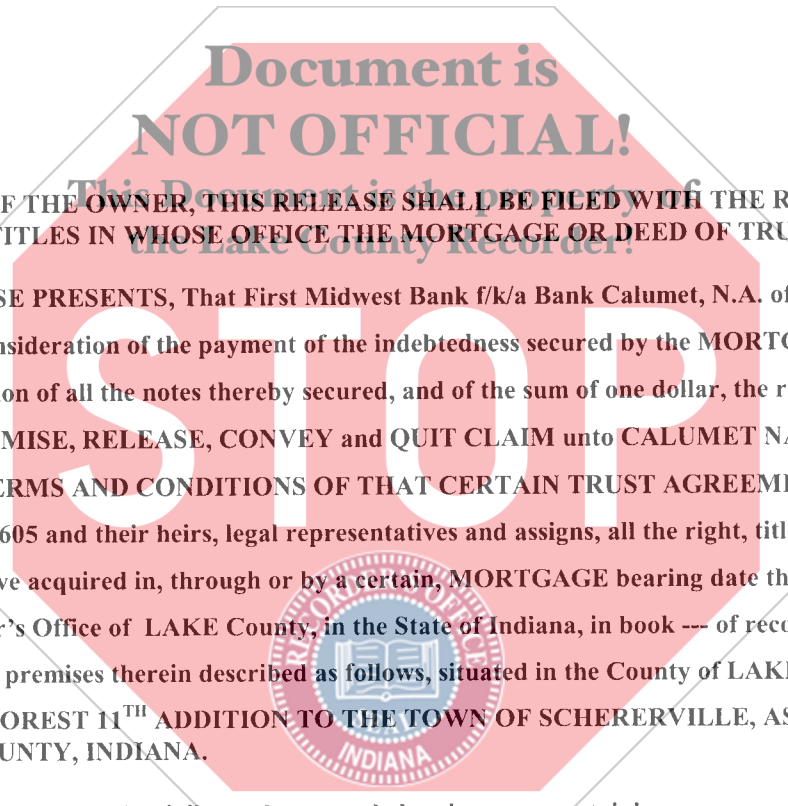 Document is
NOT OFFICIAL!
This Document is the property of
the Lake County Recorder!
F THE OWNER, THIS RELEASE SHALL BE FILED WITH THE R
TITLES IN WHOSE OFFICE THE MORTGAGE OR DEED OF TRU
SE PRESENTS, That First Midwest Bank f/k/a Bank Calumet, N.A. of
nsideration of the payment of the indebtedness secured by the MORTG
ion of all the notes thereby secured, and of the sum of one dollar, the r
MISE, RELEASE, CONVEY and QUIT CLAIM unto CALUMET NA
ERMS AND CONDITIONS OF THAT CERTAIN TRUST AGREEME
605 and their heirs, legal representatives and assigns, all the right, titl
ve acquired in, through or by a certain, MORTGAGE bearing date th
r's Office of LAKE County, in the State of Indiana, in book --- of reco
premises therein described as follows, situated in the County of LAKE
OREST 11TH ADDITION TO THE TOWN OF SCHERERVILLE, AS
UNTY, INDIANA.
STOP
RECORDER'S OFFICE
INDIANA